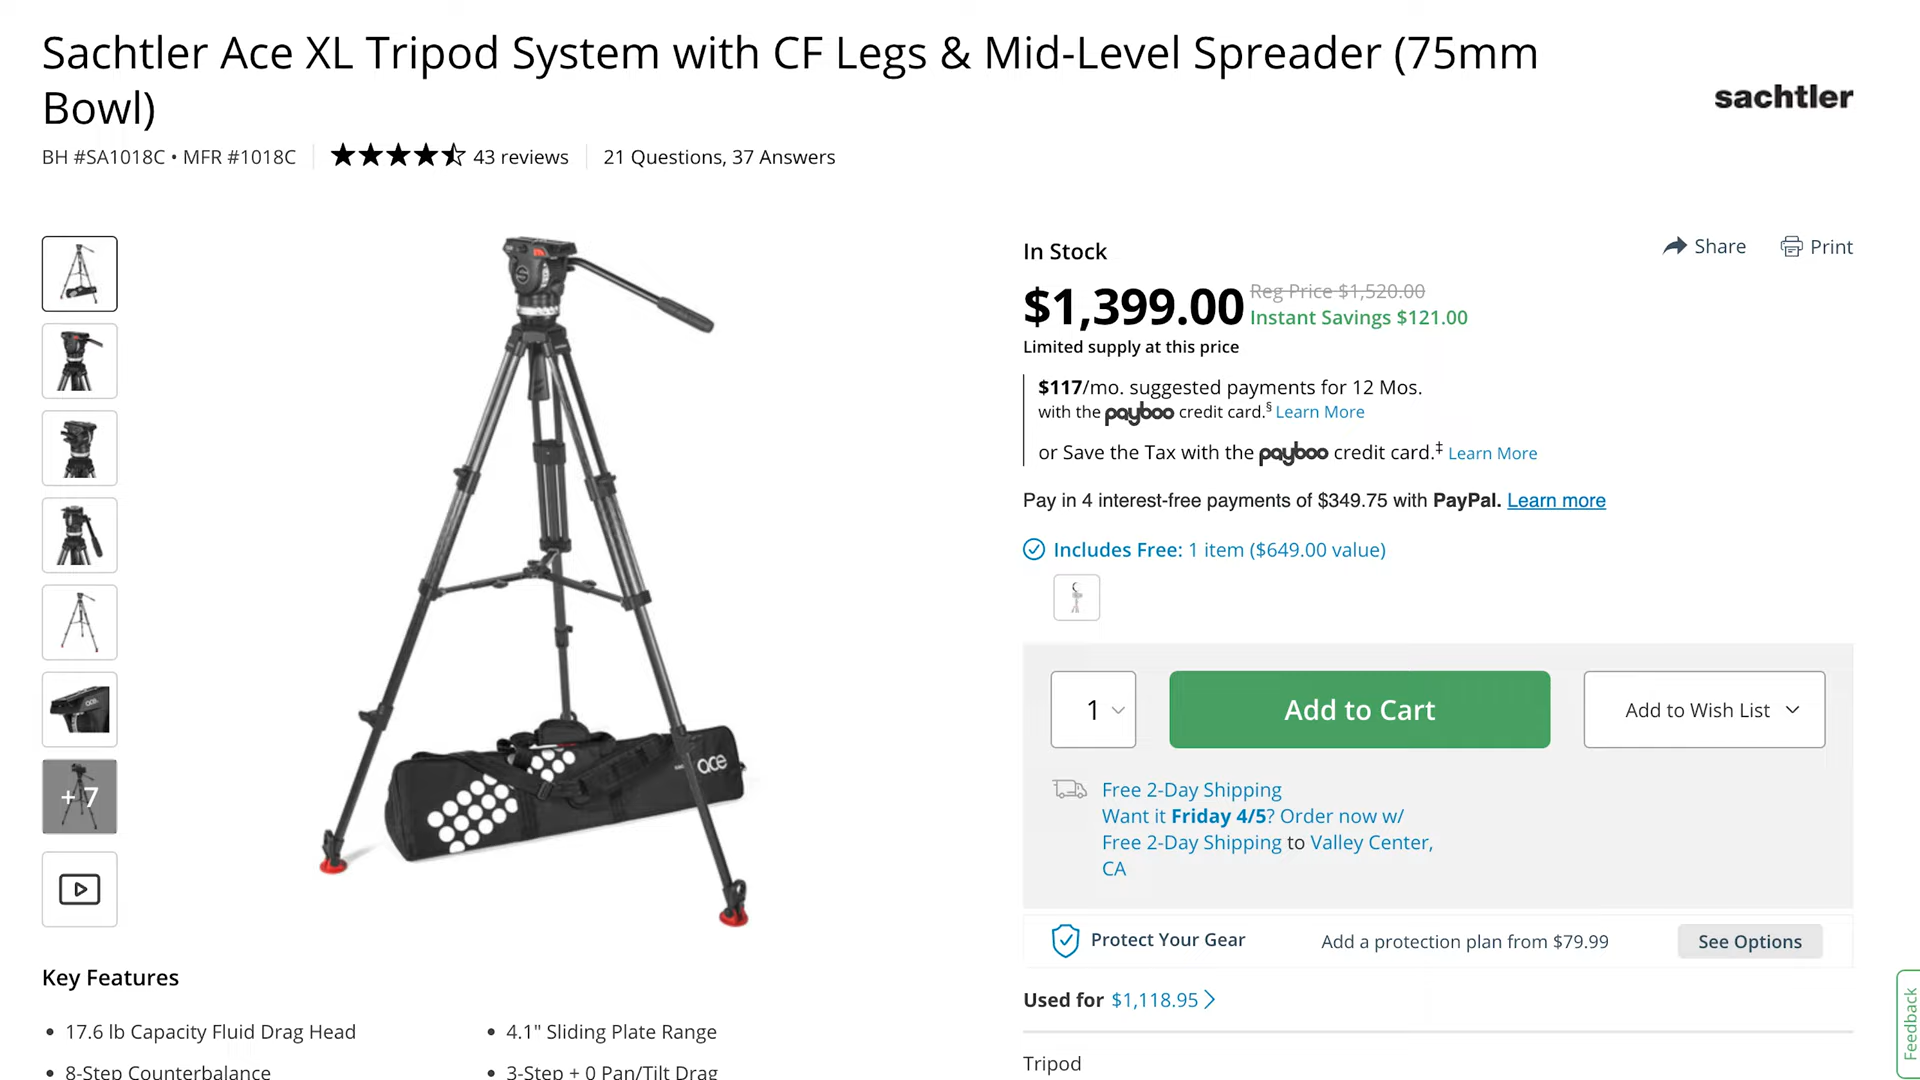 Sachtler Ace XL Tripod System with CF Legs & Mid-Level Spreader (75mm
Bowl)
sachtler
BH #SA1018C • MFR #1018C
43 reviews
21 Questions, 37 Answers
In Stock
Share
Print
$1,399.00
Reg Price $1,520.00
Instant Savings $121.00
Limited supply at this price
$117/mo. suggested payments for 12 Mos.
with the payboo credit card.§ Learn More
or Save the Tax with the payboo credit card.‡ Learn More
Pay in 4 interest-free payments of $349.75 with PayPal. Learn more
Includes Free: 1 item ($649.00 value)
1
Add to Cart
Add to Wish List
ace
+ 7
Free 2-Day Shipping
Want it Friday 4/5? Order now w/
Free 2-Day Shipping to Valley Center,
CA
Protect Your Gear
Add a protection plan from $79.99
See Options
Used for $1,118.95
Feedback
Tripod
Key Features
• 17.6 lb Capacity Fluid Drag Head
• 8-Step Counterbalance
• 4.1" Sliding Plate Range
• 3-Step + 0 Pan/Tilt Drag